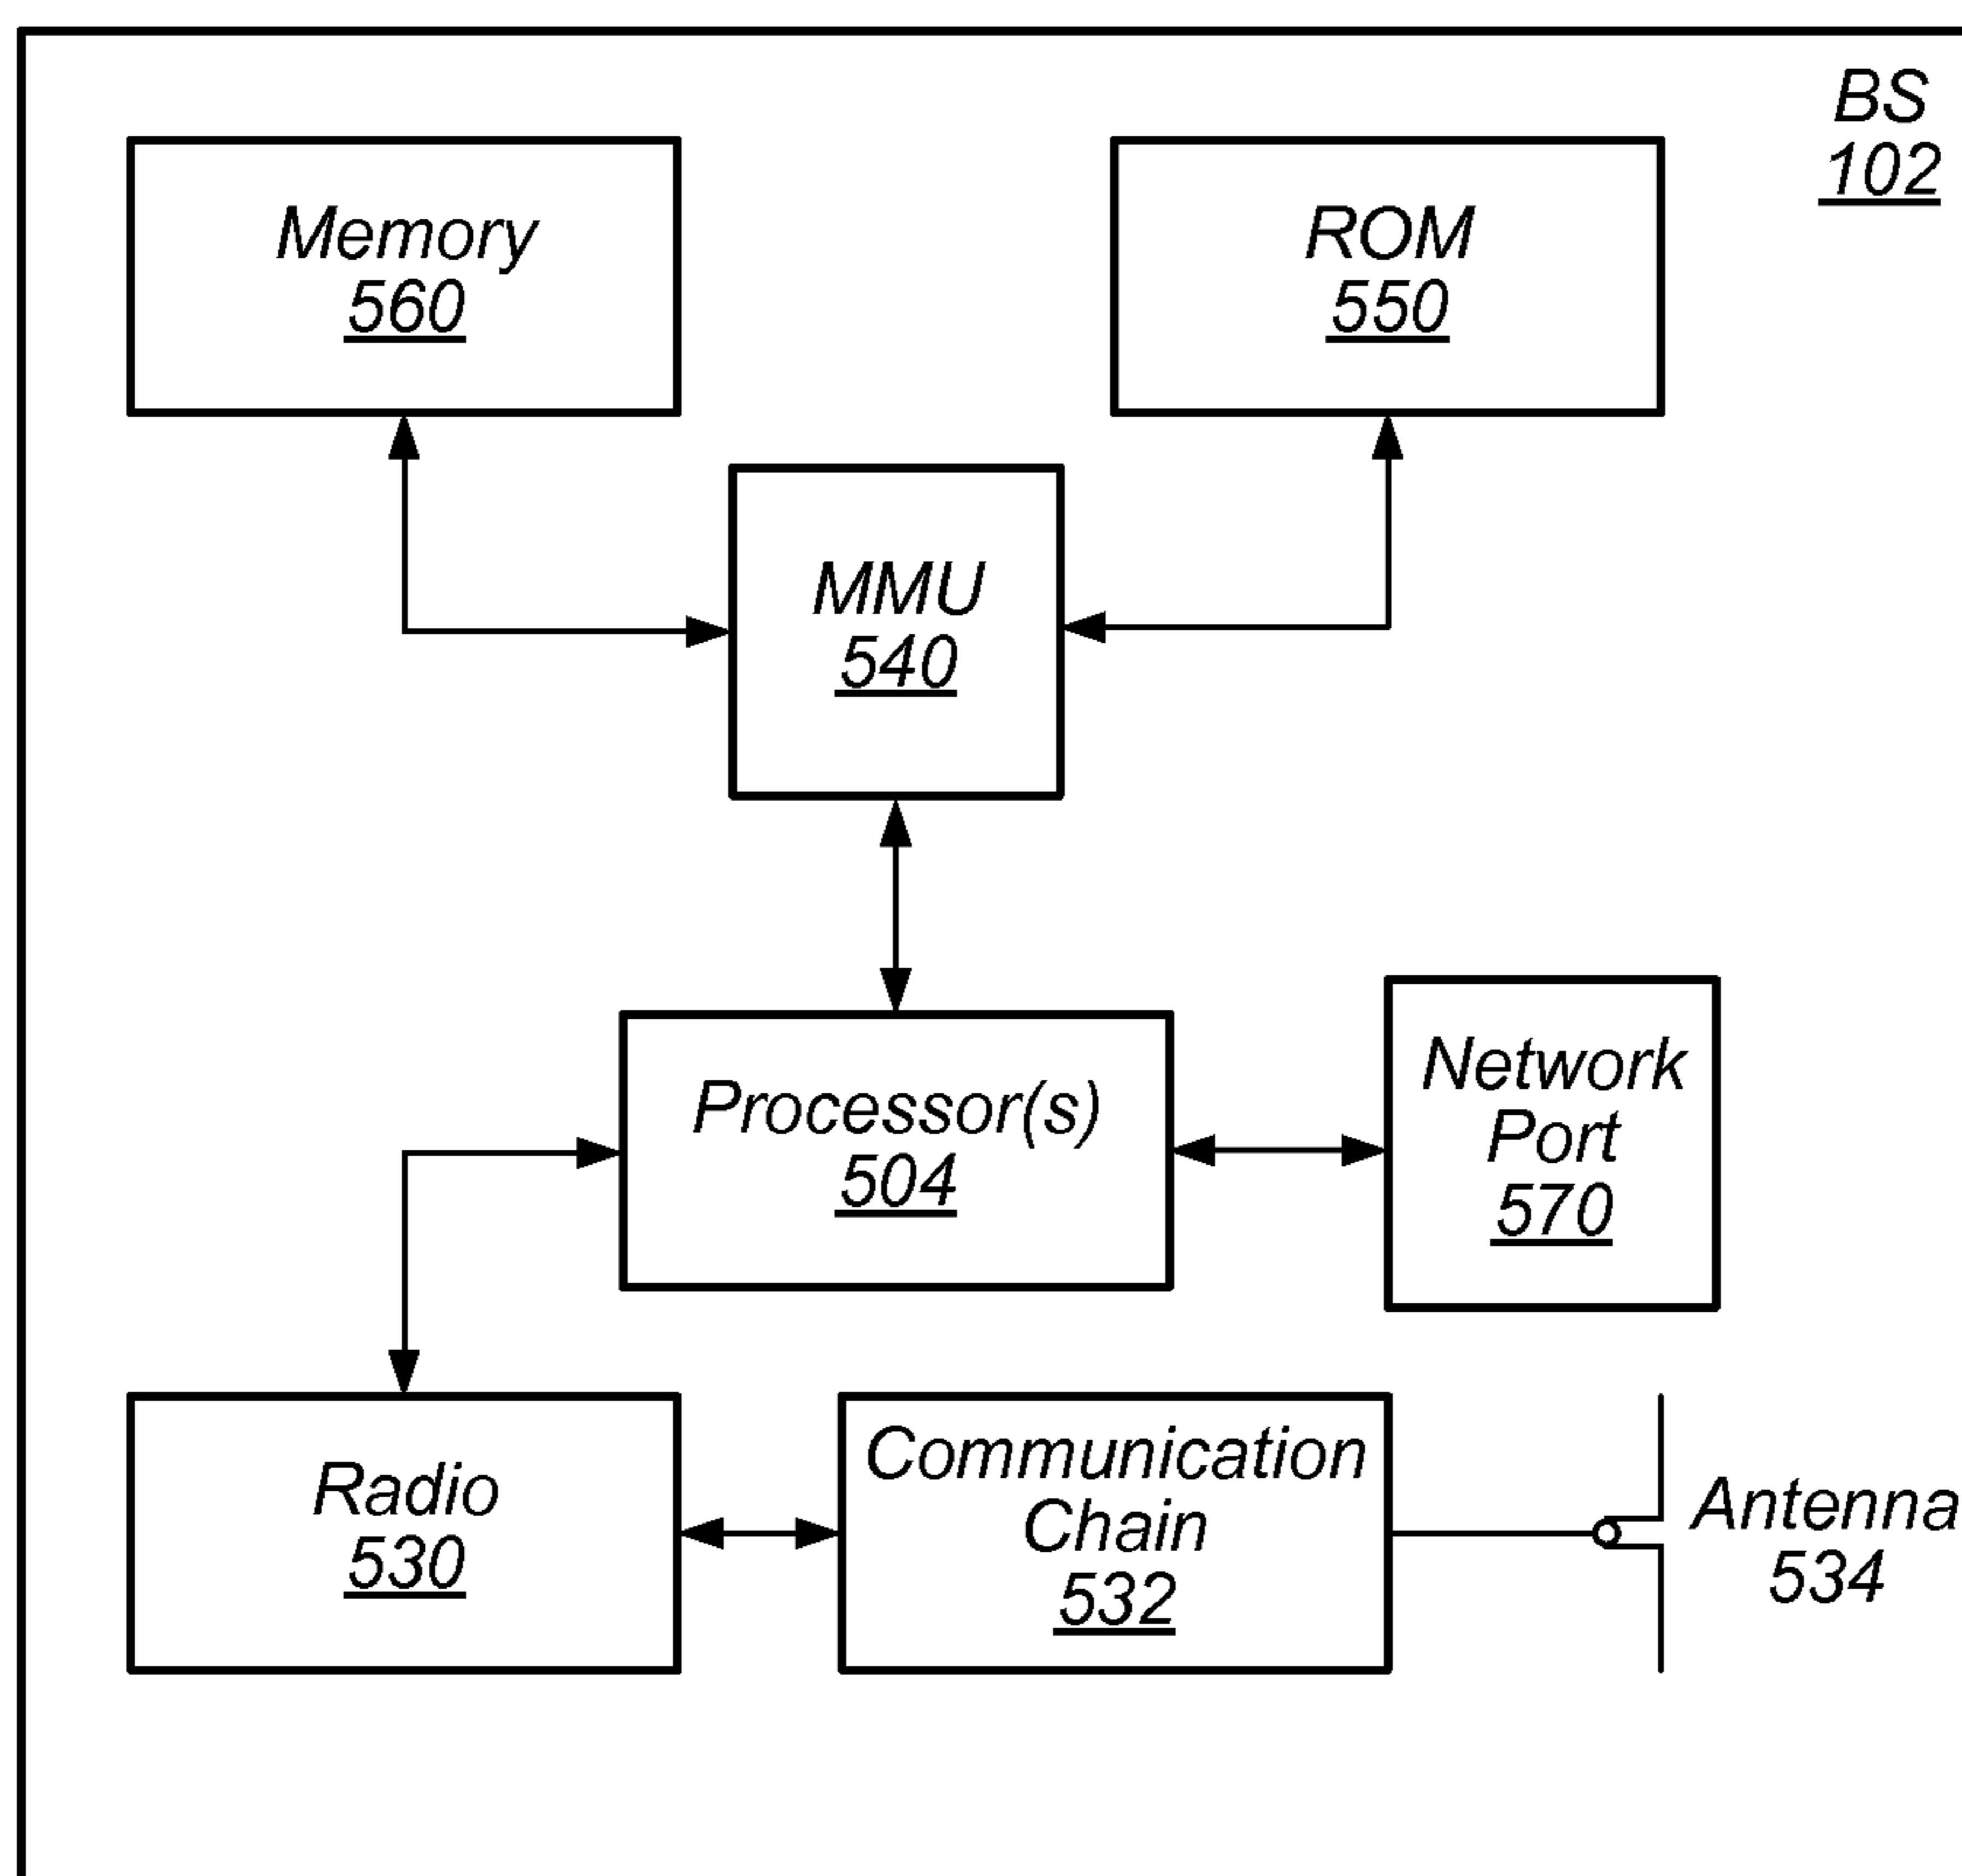 BS
102
Memory
560
ROM
550
MMU
540
Processor(s)
504
Network
Port
570
Radio
530
Communication
Chain
532
Antenna
534